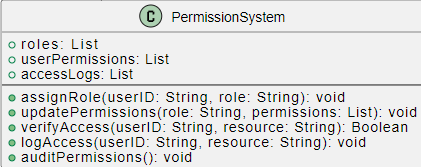 C PermissionSystem
roles: List
userPermissions: List
accessLogs: List
assignRole(userID: String, role: String): void
updatePermissions(role: String, permissions: List): void
verifyAccess(userID: String, resource: String): Boolean
logAccess(userID: String, resource: String): void
auditPermissions(): void